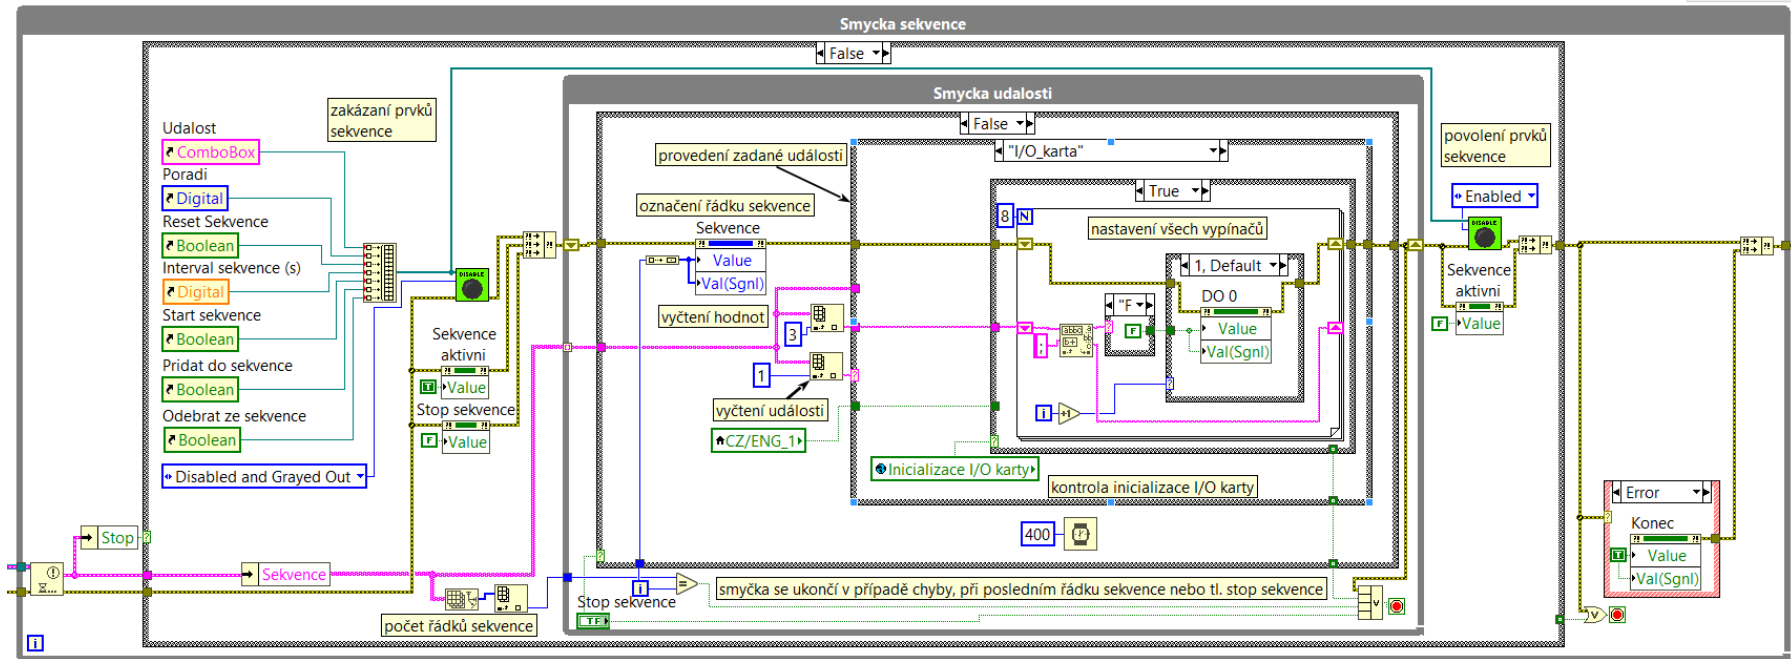 Smycka sekvence
False
Smycka udalosti
False
zakázaní prvků
sekvence
Udalost
ComboBox
Poradi
Digital
Reset Sekvence
Boolean
Interval sekvence (s)
Digital
Start sekvence
Boolean
Pridat do sekvence
Boolean
Odebrat ze sekvence
Boolean
Disabled and Grayed Out
DISABLE
Sekvence
aktivni
T
Value
Stop sekvence
F
Value
Stop
Sekvence
počet řádků sekvence
i
provedení zadané události
označení řádku sekvence
Sekvence
Value
Val(Sgnl)
vyčtení hodnot
3
1
vyčtení události
CZ/ENG_1
"I/O_karta"
True
8
N
nastavení všech vypínačů
1, Default
"F
F
DO 0
Value
Val(Sgnl)
;
i
+1
Inicializace I/O karty
kontrola inicializace I/O karty
400
i
=
smyčka se ukončí v případě chyby, při posledním řádku sekvence nebo tl. stop sekvence
Stop sekvence
TF
V
povolení prvků
sekvence
Enabled
DISABLE
Sekvence
aktivni
F
Value
Error
Konec
T
Value
Val(Sgnl)
V